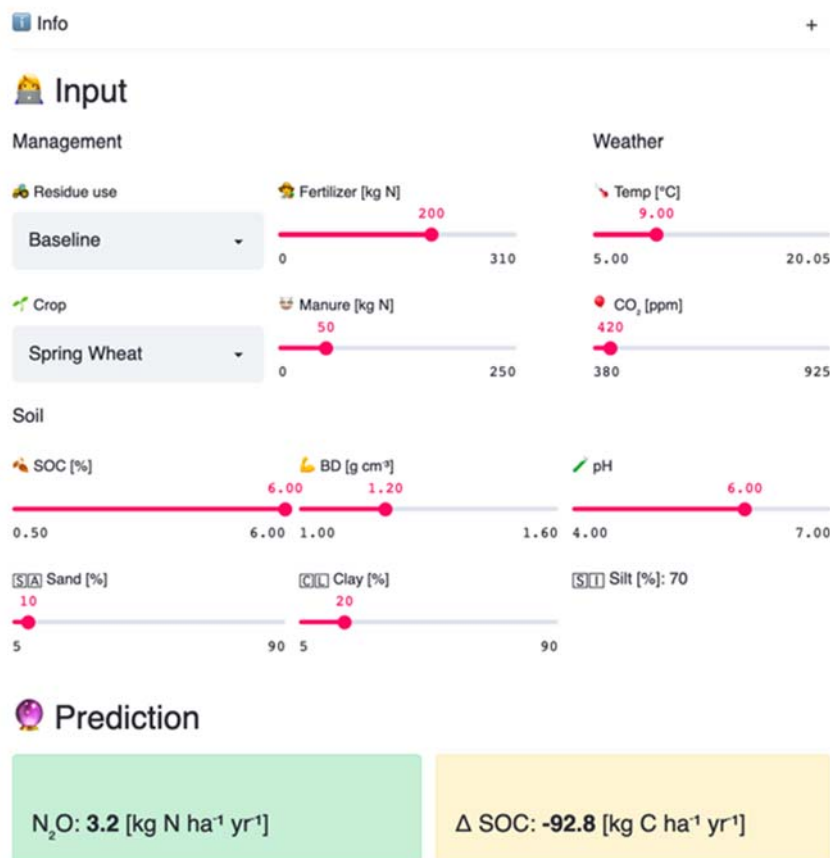 ℹ️ Info +
Input
Management Weather
Residue use Fertilizer [kg N] Temp [°C]
200 9.00
Baseline
0 310 5.00 20.05
Crop Manure [kg N] CO₂ [ppm]
50 420
Spring Wheat
0 250 380 925
Soil
SOC [%] BD [g cm⁻³] pH
6.00 1.20 6.00
0.50 6.00 1.00 1.60 4.00 7.00
SA Sand [%] CL Clay [%] SI Silt [%]: 70
10 20
5 90 5 90
Prediction
N₂O: 3.2 [kg N ha⁻¹ yr⁻¹] Δ SOC: -92.8 [kg C ha⁻¹ yr⁻¹]